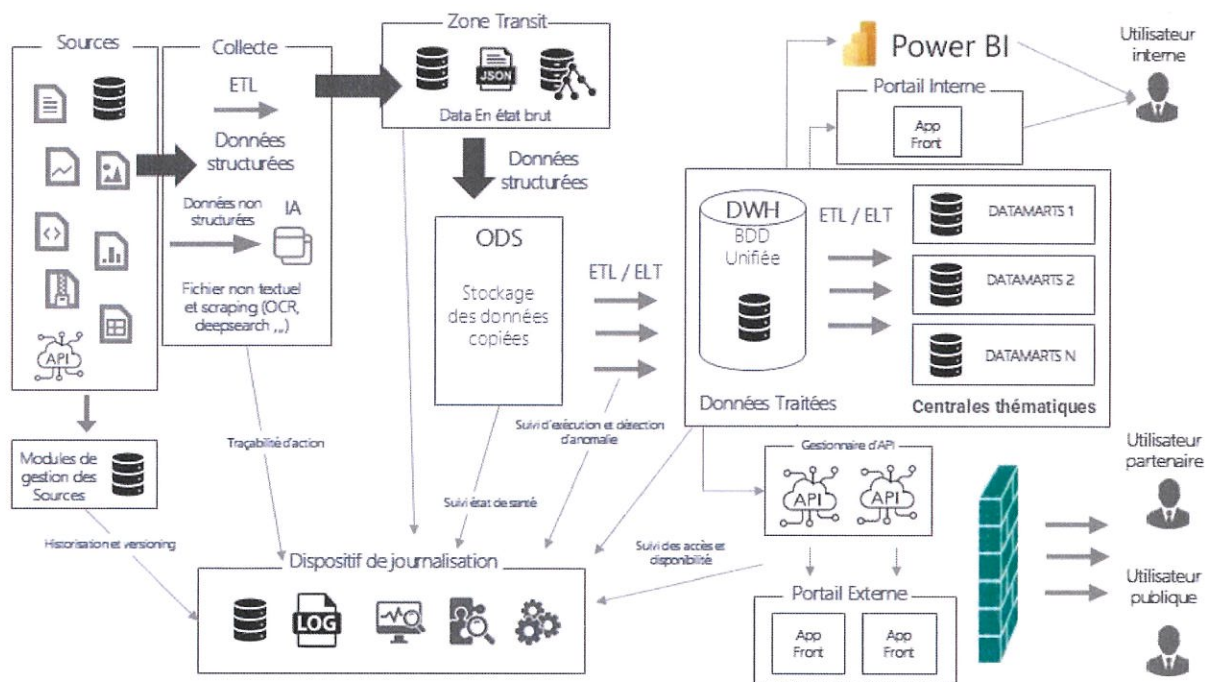 Sources
Collecte
ETL
Données
structurées
Données non
structurées
IA
Fichier non textuel
et scraping (OCR,
deepsearch ,,,)
API
Modules de
gestion des
Sources
Zone Transit
JSON
Data En état brut
Données
structurées
ODS
Stockage
des données
copiées
ETL / ELT
Power BI
Portail Interne
App
Front
Utilisateur
interne
DWH
BDD
Unifiée
ETL / ELT
DATAMARTS 1
DATAMARTS 2
DATAMARTS N
Données Traitées
Centrales thématiques
Traçabilité d'action
Suivi d'exécution et détection
d'anomalie
Suivi état de santé
Historisation et versioning
Suivi des accès et
disponibilité
Dispositif de journalisation
LOG
Gestionnaire d'API
API
API
Portail Externe
App
Front
App
Front
Utilisateur
partenaire
Utilisateur
publique